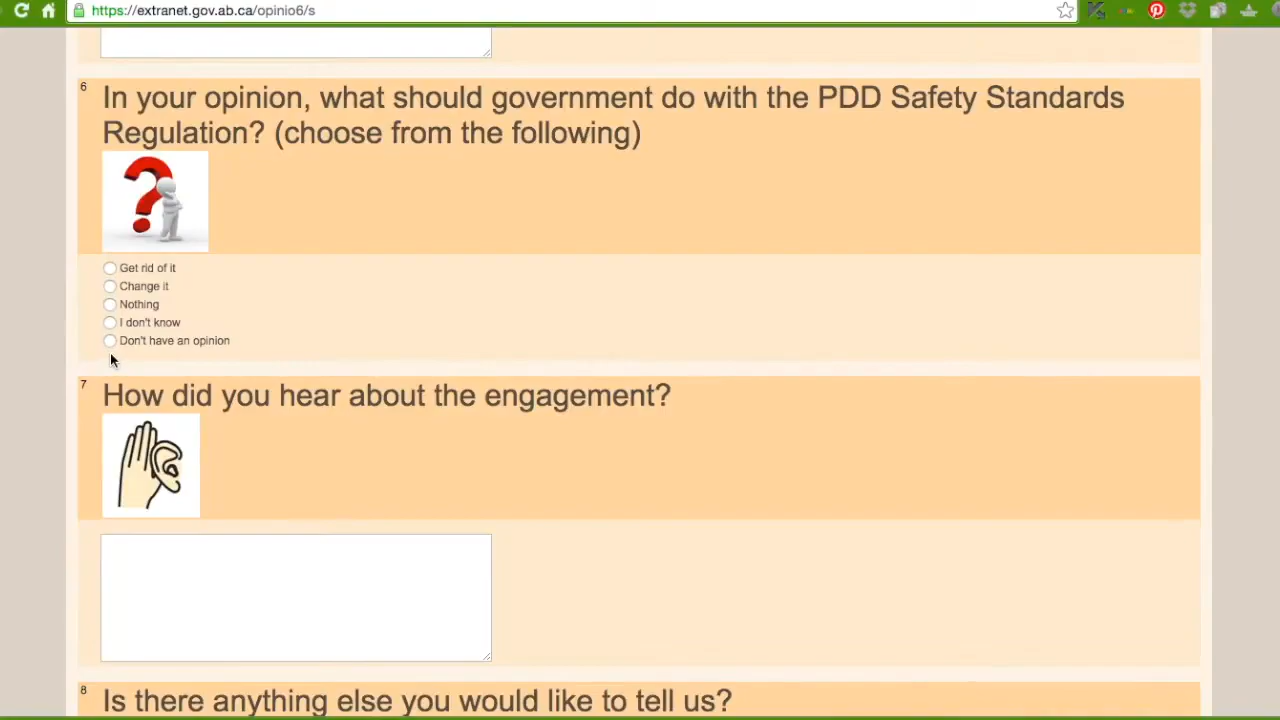 https://extranet.gov.ab.ca/opinio6/s
6
In your opinion, what should government do with the PDD Safety Standards
Regulation? (choose from the following)
Get rid of it
Change it
Nothing
I don't know
Don't have an opinion
7
How did you hear about the engagement?
8
Is there anything else you would like to tell us?